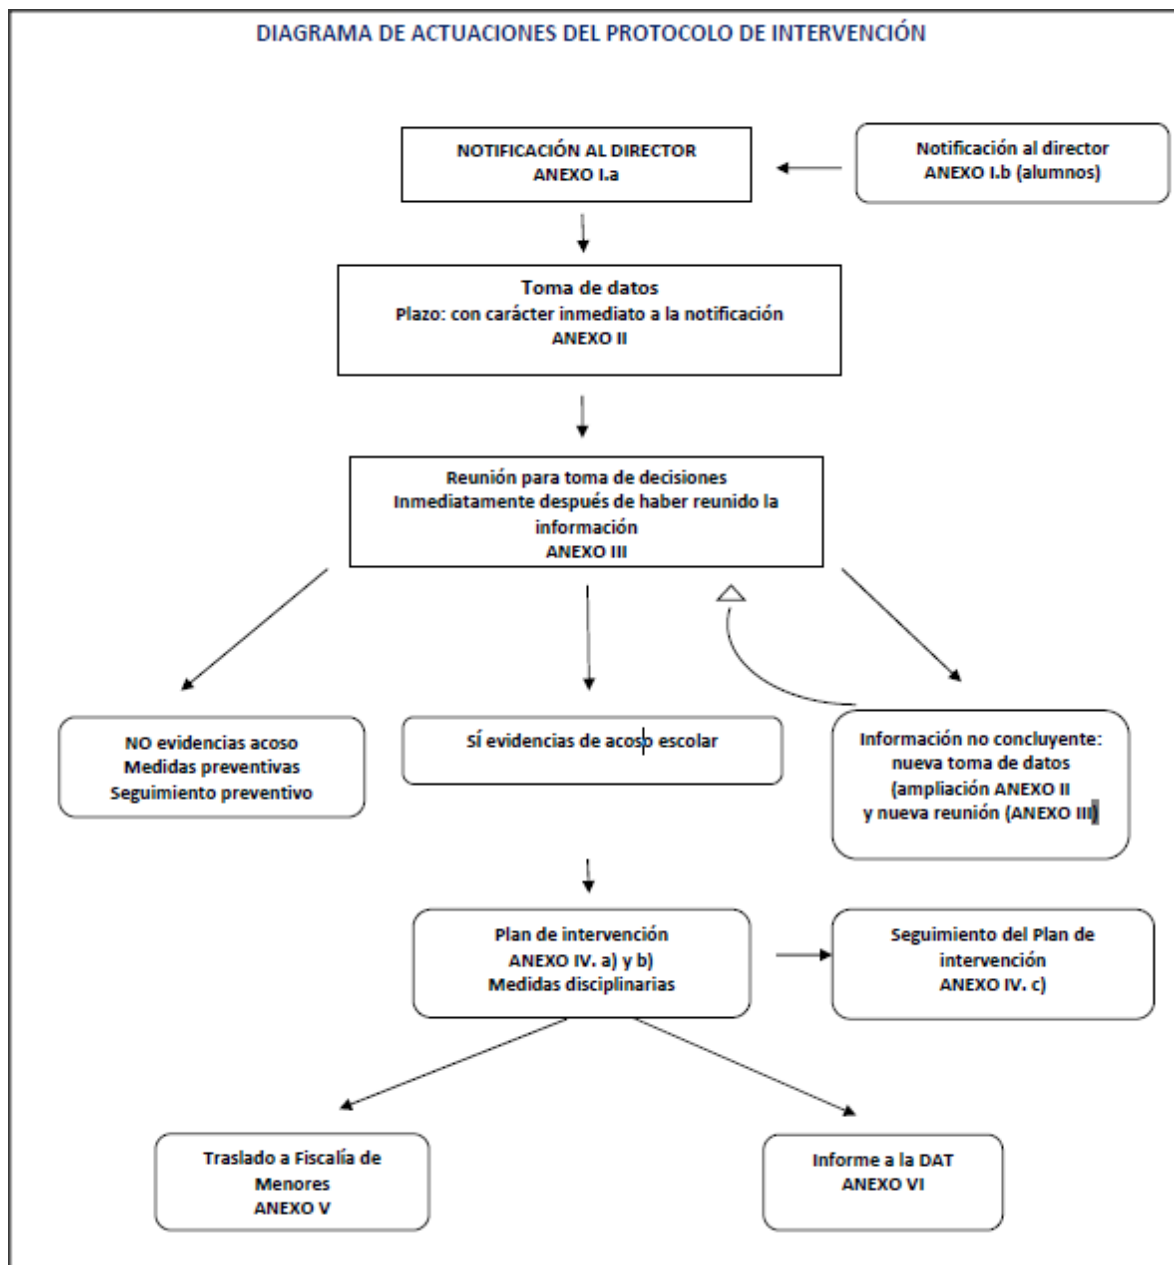 DIAGRAMA DE ACTUACIONES DEL PROTOCOLO DE INTERVENCIÓN
NOTIFICACIÓN AL DIRECTOR
ANEXO I.a
Notificación al director
ANEXO I.b (alumnos)
Toma de datos
Plazo: con carácter inmediato a la notificación
ANEXO II
Reunión para toma de decisiones
Inmediatamente después de haber reunido la
información
ANEXO III
NO evidencias acoso
Medidas preventivas
Seguimiento preventivo
Sí evidencias de acoso escolar
Información no concluyente:
nueva toma de datos
(ampliación ANEXO II
y nueva reunión (ANEXO III)
Plan de intervención
ANEXO IV. a) y b)
Medidas disciplinarias
Seguimiento del Plan de
intervención
ANEXO IV. c)
Traslado a Fiscalía de
Menores
ANEXO V
Informe a la DAT
ANEXO VI